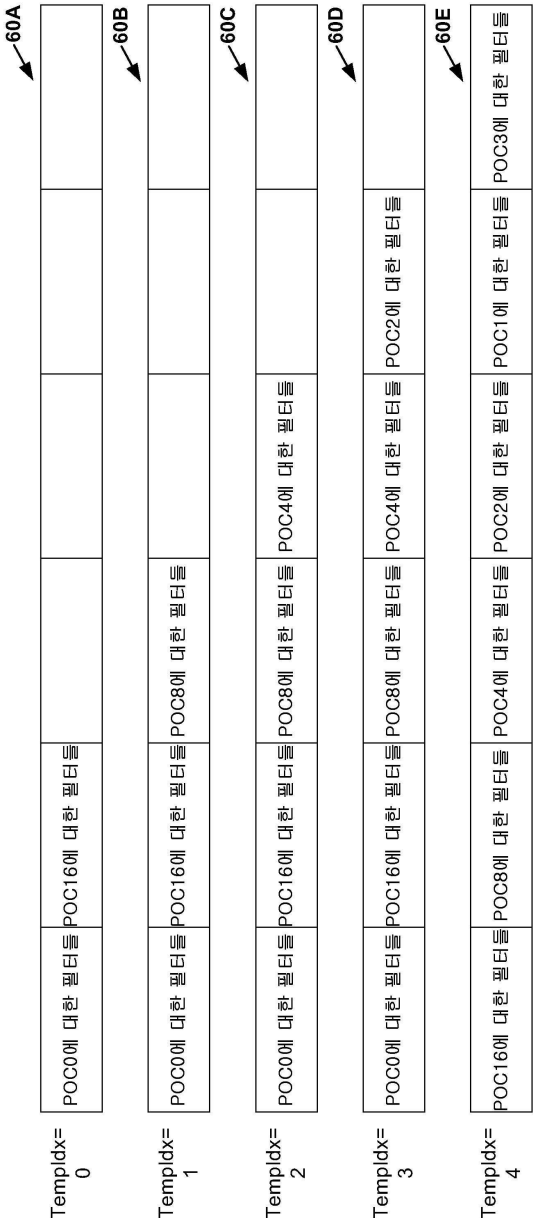 60A
TempIdx=
0
POC0에 대한 필터들
POC16에 대한 필터들
60B
TempIdx=
1
POC0에 대한 필터들
POC16에 대한 필터들
POC8에 대한 필터들
60C
TempIdx=
2
POC0에 대한 필터들
POC16에 대한 필터들
POC8에 대한 필터들
POC4에 대한 필터들
60D
TempIdx=
3
POC0에 대한 필터들
POC16에 대한 필터들
POC8에 대한 필터들
POC4에 대한 필터들
POC2에 대한 필터들
60E
TempIdx=
4
POC16에 대한 필터들
POC8에 대한 필터들
POC4에 대한 필터들
POC2에 대한 필터들
POC1에 대한 필터들
POC3에 대한 필터들